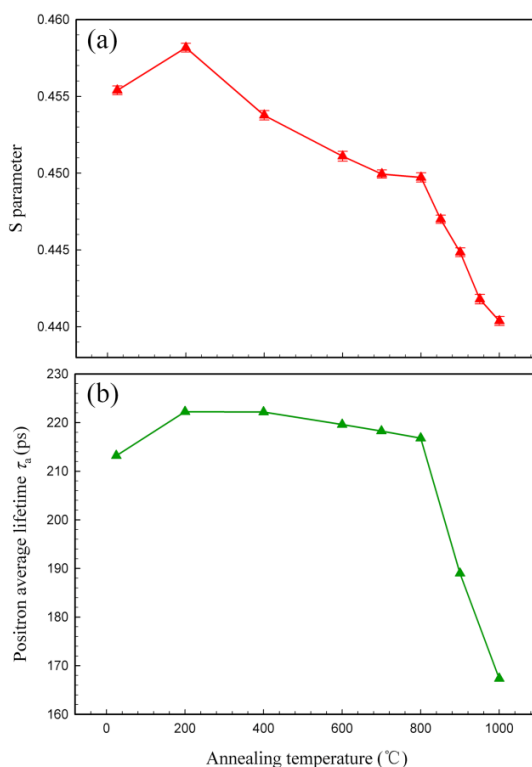 (a)
0.460
0.455
0.450
0.445
0.440
S parameter
(b)
230
220
210
200
190
180
170
160
Positron average lifetime τa (ps)
0 200 400 600 800 1000
Annealing temperature (℃)